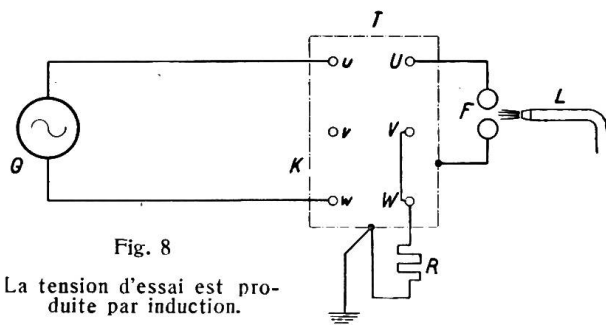 T
u U
F L
v V
G K
w W
R
Fig. 8
La tension d'essai est pro-
duite par induction.